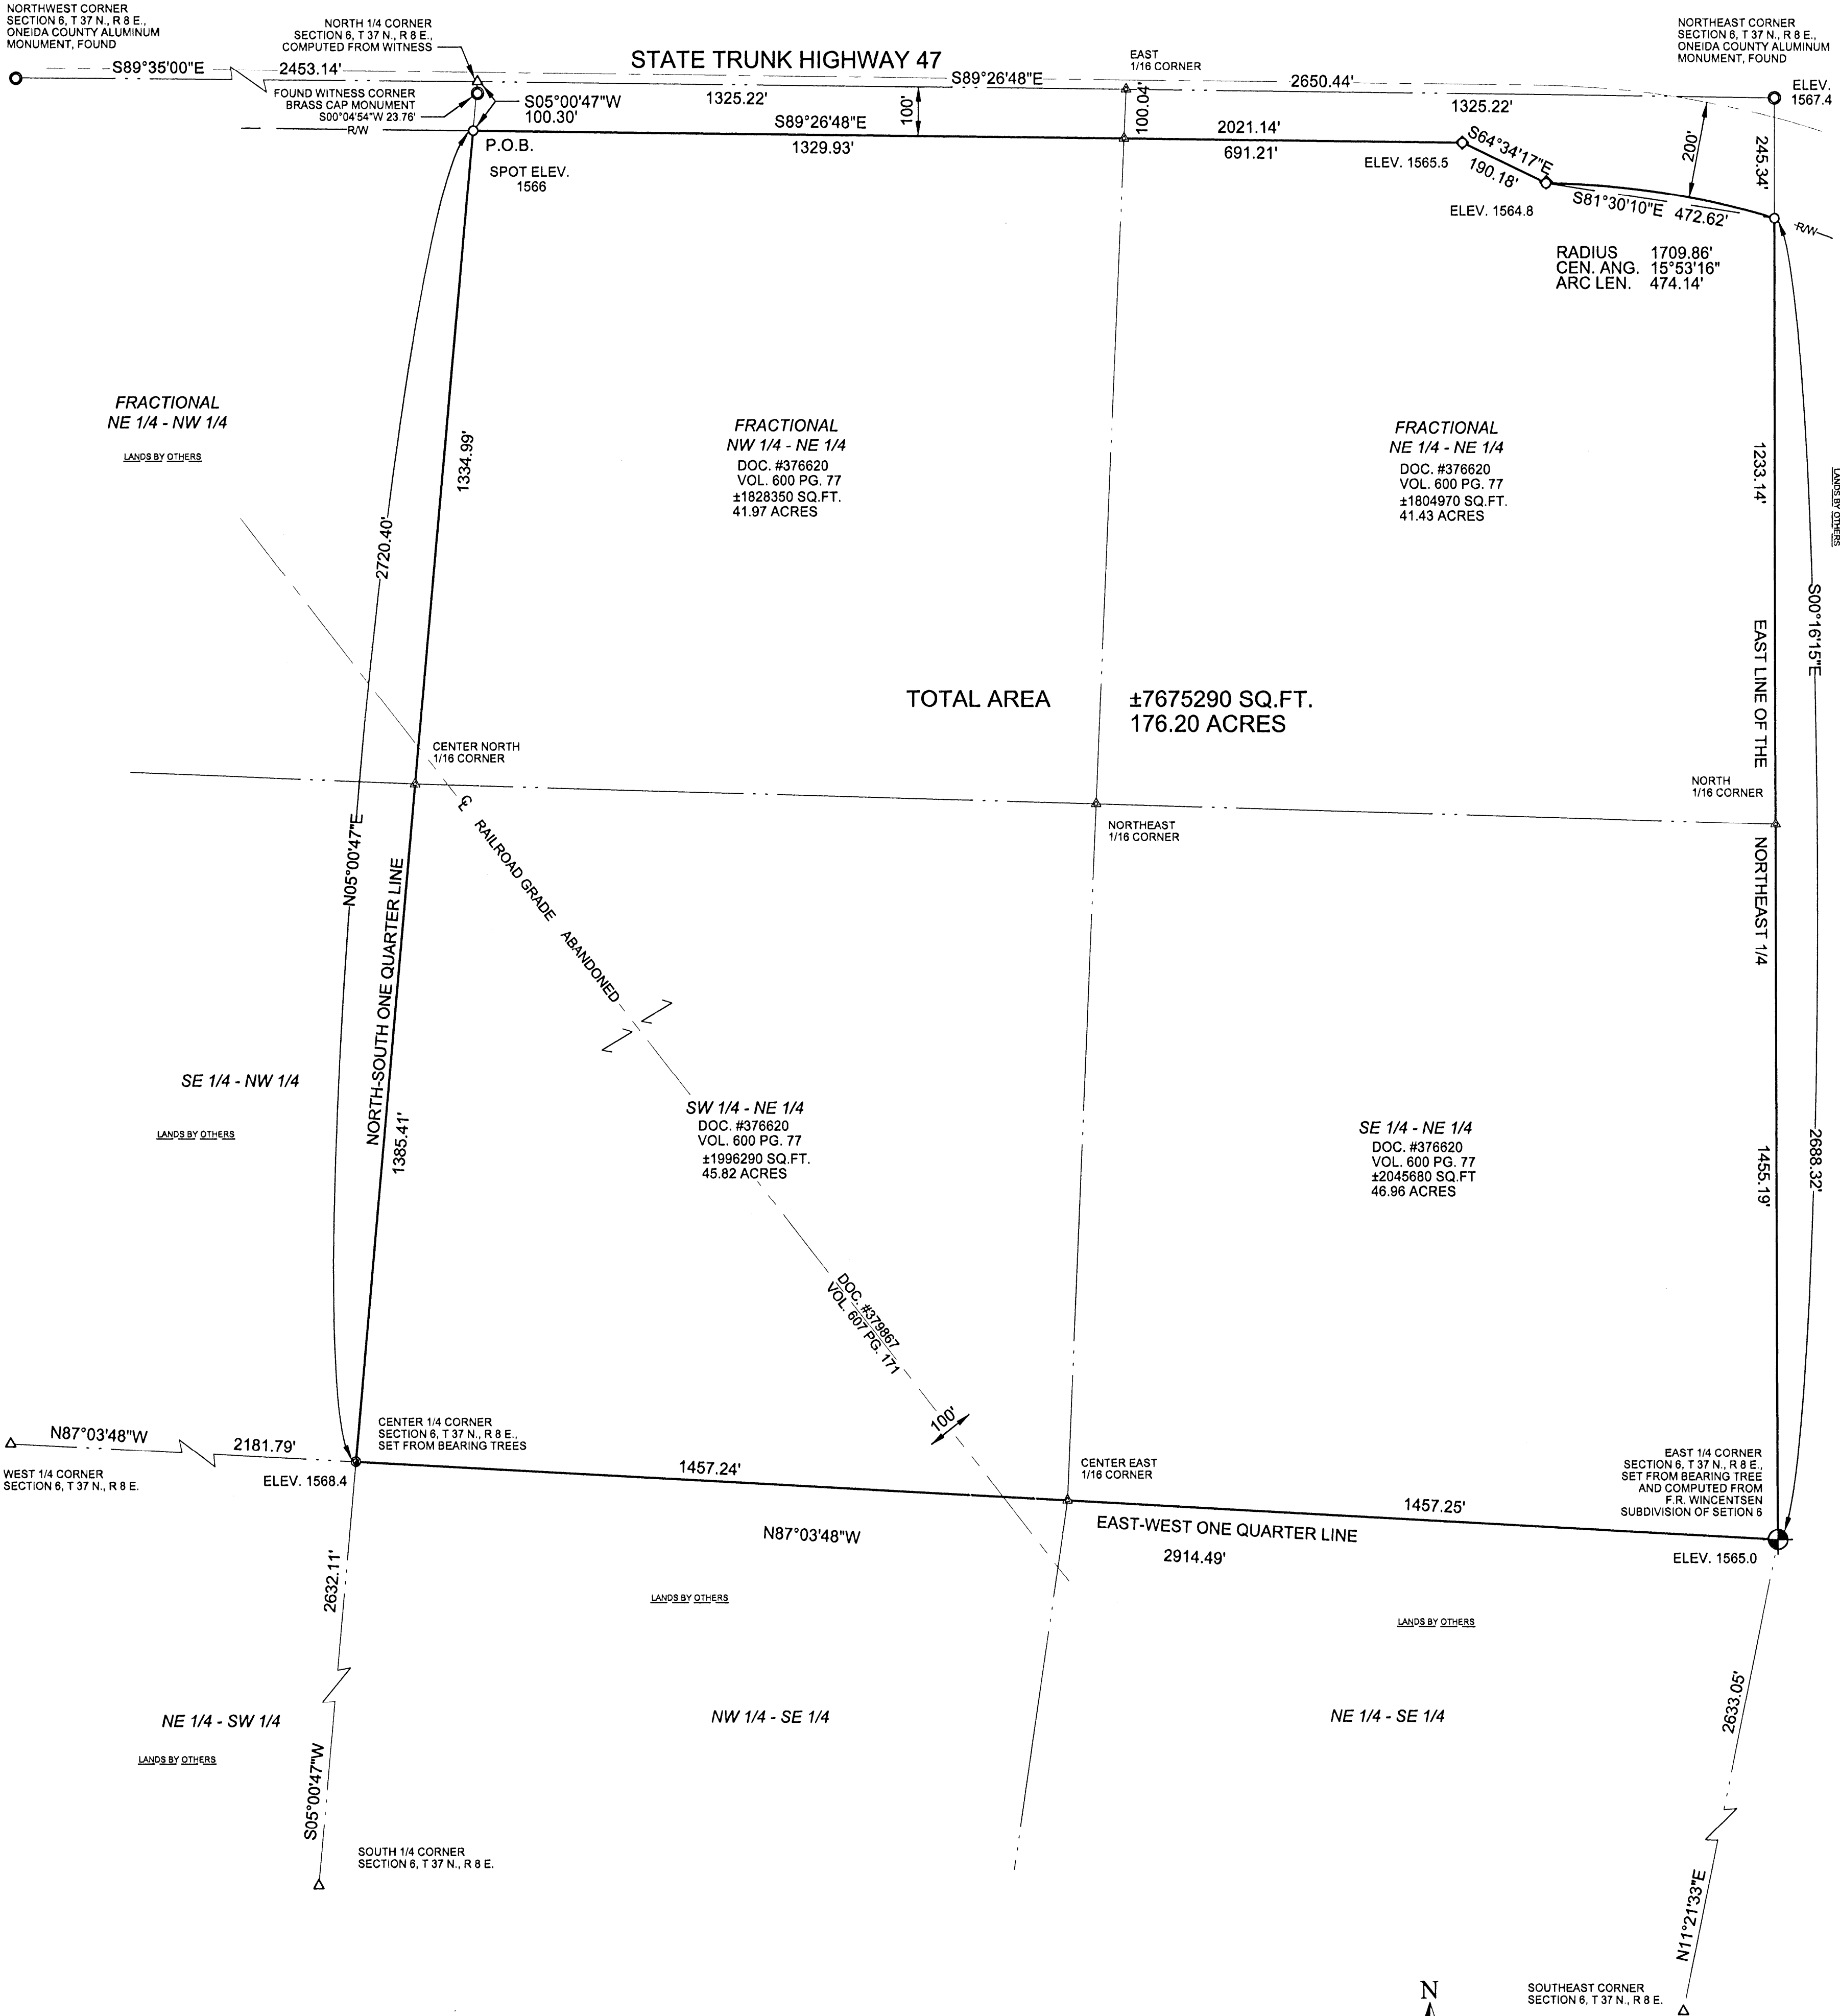 NORTHWEST CORNER
SECTION 6, T 37 N., R 8 E.,
ONEIDA COUNTY ALUMINUM
MONUMENT, FOUND
NORTH 1/4 CORNER
SECTION 6, T 37 N., R 8 E.,
COMPUTED FROM WITNESS
STATE TRUNK HIGHWAY 47
EAST
1/16 CORNER
NORTHEAST CORNER
SECTION 6, T 37 N., R 8 E.,
ONEIDA COUNTY ALUMINUM
MONUMENT, FOUND
S89°35'00"E
2453.14'
S89°26'48"E
2650.44'
ELEV.
1567.4
FOUND WITNESS CORNER
BRASS CAP MONUMENT
S00°04'54"W 23.76'
S05°00'47"W
100.30'
1325.22'
100'
100.04'
1325.22'
R/W
P.O.B.
S89°26'48"E
1329.93'
2021.14'
691.21'
S64°34'17"E
190.18'
200'
245.34'
SPOT ELEV.
1566
ELEV. 1565.5
ELEV. 1564.8
S81°30'10"E 472.62'
R/W
RADIUS 1709.86'
CEN. ANG. 15°53'16"
ARC LEN. 474.14'
FRACTIONAL
NE 1/4 - NW 1/4
LANDS BY OTHERS
1334.99'
2720.40'
FRACTIONAL
NW 1/4 - NE 1/4
DOC. #376620
VOL. 600 PG. 77
±1828350 SQ.FT.
41.97 ACRES
FRACTIONAL
NE 1/4 - NE 1/4
DOC. #376620
VOL. 600 PG. 77
±1804970 SQ.FT.
41.43 ACRES
1233.14'
LANDS BY OTHERS
S00°16'15"E
EAST LINE OF THE
TOTAL AREA ±7675290 SQ.FT.
176.20 ACRES
CENTER NORTH
1/16 CORNER
NORTH
1/16 CORNER
NORTHEAST
1/16 CORNER
NORTHEAST 1/4
N05°00'47"E
NORTH-SOUTH ONE QUARTER LINE
℄ RAILROAD GRADE ABANDONED
SE 1/4 - NW 1/4
LANDS BY OTHERS
1385.41'
SW 1/4 - NE 1/4
DOC. #376620
VOL. 600 PG. 77
±1996290 SQ.FT.
45.82 ACRES
SE 1/4 - NE 1/4
DOC. #376620
VOL. 600 PG. 77
±2045680 SQ.FT
46.96 ACRES
1455.19'
2688.32'
DOC. #379867
VOL. 607 PG. 171
100'
N87°03'48"W
2181.79'
WEST 1/4 CORNER
SECTION 6, T 37 N., R 8 E.
CENTER 1/4 CORNER
SECTION 6, T 37 N., R 8 E.,
SET FROM BEARING TREES
ELEV. 1568.4
1457.24'
CENTER EAST
1/16 CORNER
1457.25'
EAST 1/4 CORNER
SECTION 6, T 37 N., R 8 E.,
SET FROM BEARING TREE
AND COMPUTED FROM
F.R. WINCENTSEN
SUBDIVISION OF SETION 6
N87°03'48"W
EAST-WEST ONE QUARTER LINE
2914.49'
ELEV. 1565.0
2632.11'
LANDS BY OTHERS
LANDS BY OTHERS
2633.05'
NE 1/4 - SW 1/4
LANDS BY OTHERS
NW 1/4 - SE 1/4
NE 1/4 - SE 1/4
S05°00'47"W
SOUTH 1/4 CORNER
SECTION 6, T 37 N., R 8 E.
N11°21'33"E
N
SOUTHEAST CORNER
SECTION 6, T 37 N., R 8 E.